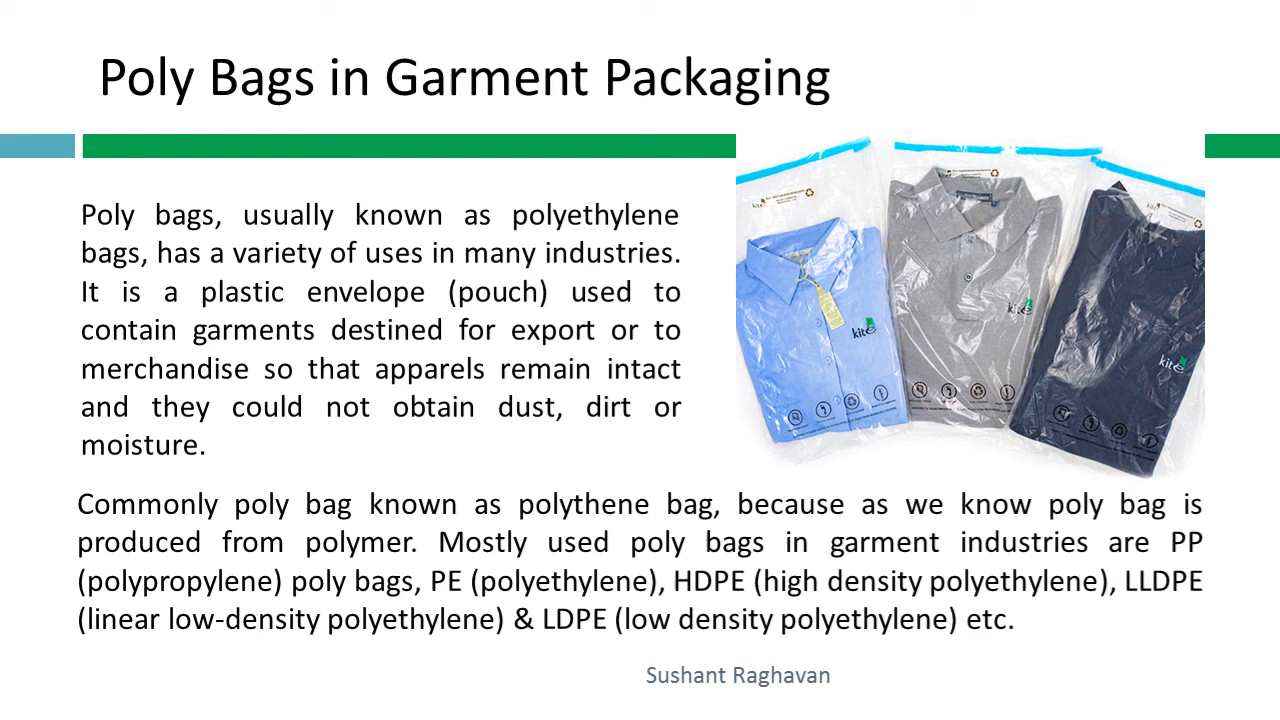 Poly Bags in Garment Packaging
Poly bags, usually known as polyethylene
bags, has a variety of uses in many industries.
It is a plastic envelope (pouch) used to
contain garments destined for export or to
merchandise so that apparels remain intact
and they could not obtain dust, dirt or
moisture.
kite
kite
kite
Commonly poly bag known as polythene bag, because as we know poly bag is
produced from polymer. Mostly used poly bags in garment industries are PP
(polypropylene) poly bags, PE (polyethylene), HDPE (high density polyethylene), LLDPE
(linear low-density polyethylene) & LDPE (low density polyethylene) etc.
Sushant Raghavan